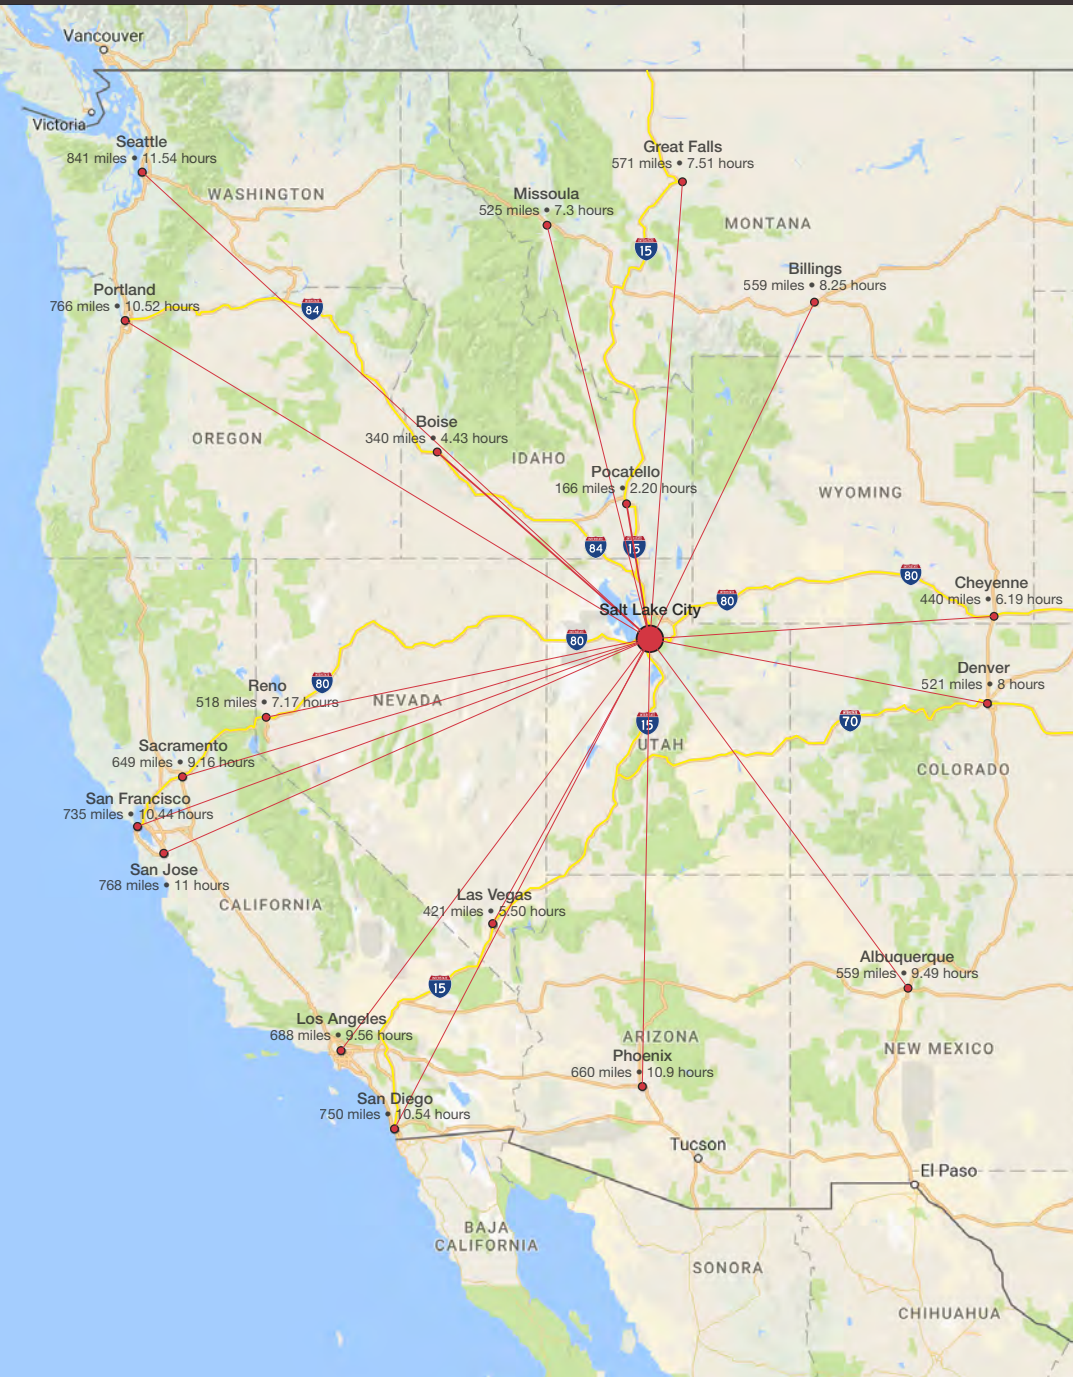 Vancouver
Victoria
Seattle
841 miles • 11.54 hours
WASHINGTON
Great Falls
571 miles • 7.51 hours
Missoula
525 miles • 7.3 hours
MONTANA
15
Billings
559 miles • 8.25 hours
Portland
766 miles • 10.52 hours
84
Boise
340 miles • 4.43 hours
OREGON
IDAHO
Pocatello
166 miles • 2.20 hours
WYOMING
84
15
80
Cheyenne
440 miles • 6.19 hours
80
Salt Lake City
80
Denver
521 miles • 8 hours
80
Reno
518 miles • 7.17 hours
NEVADA
15
70
UTAH
Sacramento
649 miles • 9.16 hours
COLORADO
San Francisco
735 miles • 10.44 hours
San Jose
768 miles • 11 hours
CALIFORNIA
Las Vegas
421 miles • 5.50 hours
Albuquerque
559 miles • 9.49 hours
15
Los Angeles
688 miles • 9.56 hours
ARIZONA
NEW MEXICO
Phoenix
660 miles • 10.9 hours
San Diego
750 miles • 10.54 hours
Tucson
El Paso
BAJA
CALIFORNIA
SONORA
CHIHUAHUA